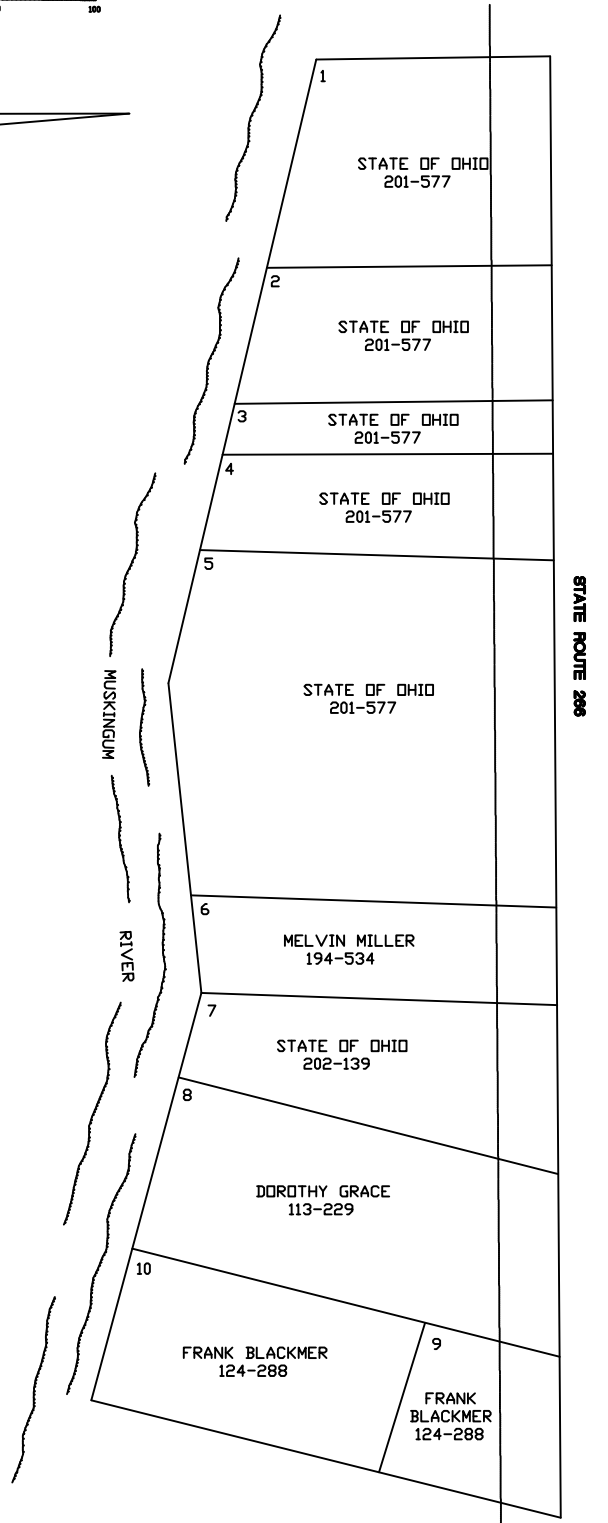 100
1
STATE OF OHIO
201-577
2
STATE OF OHIO
201-577
3
STATE OF OHIO
201-577
4
STATE OF OHIO
201-577
5
STATE OF OHIO
201-577
STATE ROUTE 266
MUSKINGUM
RIVER
6
MELVIN MILLER
194-534
7
STATE OF OHIO
202-139
8
DOROTHY GRACE
113-229
10
FRANK BLACKMER
124-288
9
FRANK
BLACKMER
124-288